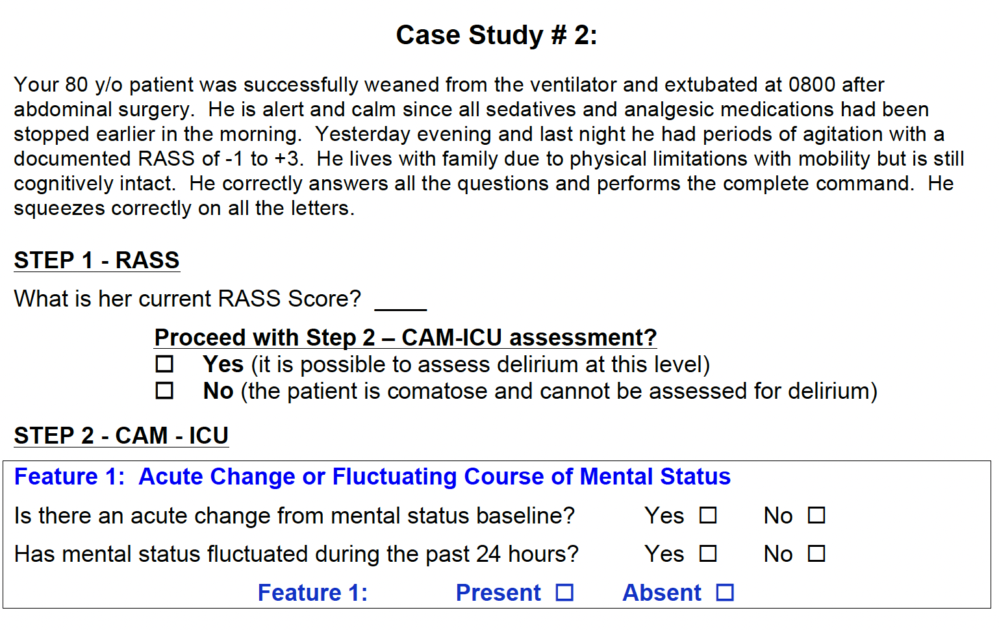 Case Study # 2:
Your 80 y/o patient was successfully weaned from the ventilator and extubated at 0800 after
abdominal surgery.  He is alert and calm since all sedatives and analgesic medications had been
stopped earlier in the morning.  Yesterday evening and last night he had periods of agitation with a
documented RASS of -1 to +3.  He lives with family due to physical limitations with mobility but is still
cognitively intact.  He correctly answers all the questions and performs the complete command.  He
squeezes correctly on all the letters.
STEP 1 - RASS
What is her current RASS Score?  ____
Proceed with Step 2 – CAM-ICU assessment?
☐ Yes (it is possible to assess delirium at this level)
☐ No (the patient is comatose and cannot be assessed for delirium)
STEP 2 - CAM - ICU
Feature 1:  Acute Change or Fluctuating Course of Mental Status
Is there an acute change from mental status baseline? Yes ☐ No ☐
Has mental status fluctuated during the past 24 hours? Yes ☐ No ☐
Feature 1: Present ☐ Absent ☐